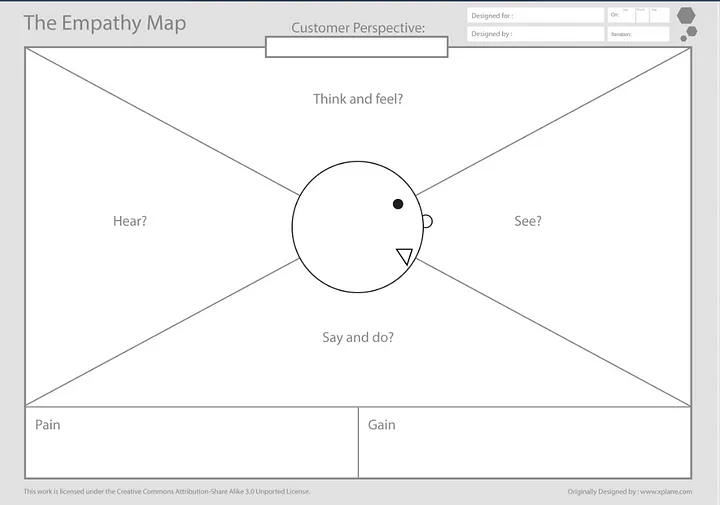 The Empathy Map
Customer Perspective:
Designed for :
On:
Designed by :
Iteration:
Think and feel?
Hear?
See?
Say and do?
Pain
Gain
This work is licensed under the Creative Commons Attribution-Share Alike 3.0 Unported License.
Originally Designed by : www.xplane.com